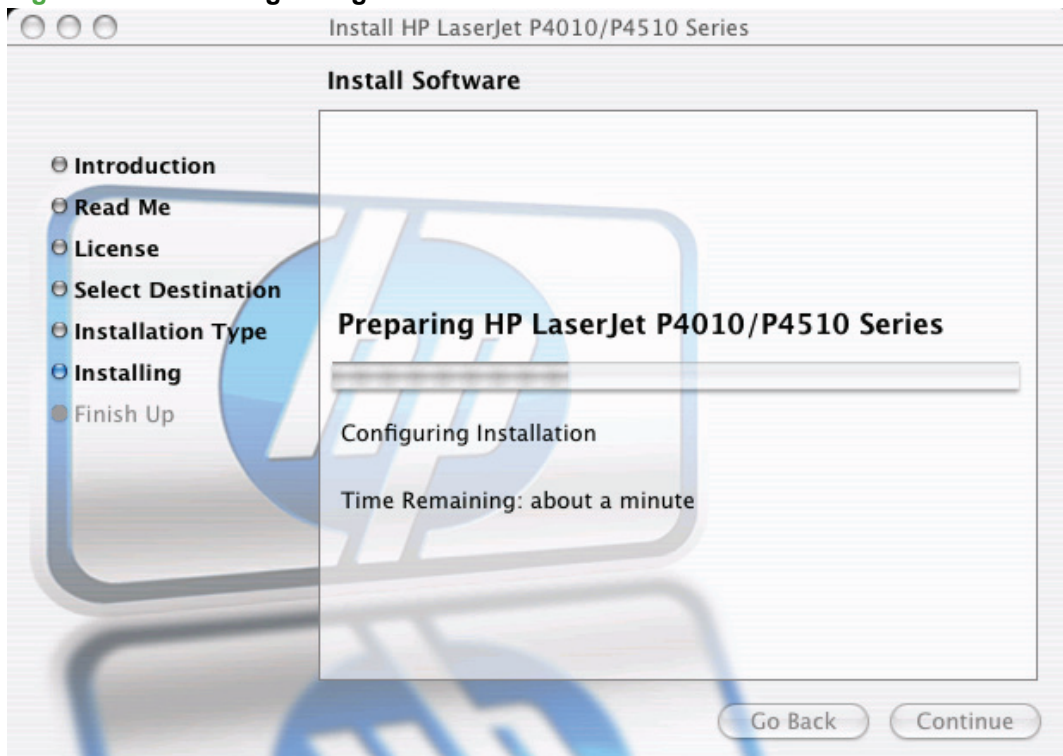 Install HP LaserJet P4010/P4510 Series
Install Software
Introduction
Read Me
License
Select Destination
Installation Type
Installing
Finish Up
Preparing HP LaserJet P4010/P4510 Series
Configuring Installation
Time Remaining: about a minute
Go Back
Continue
hp